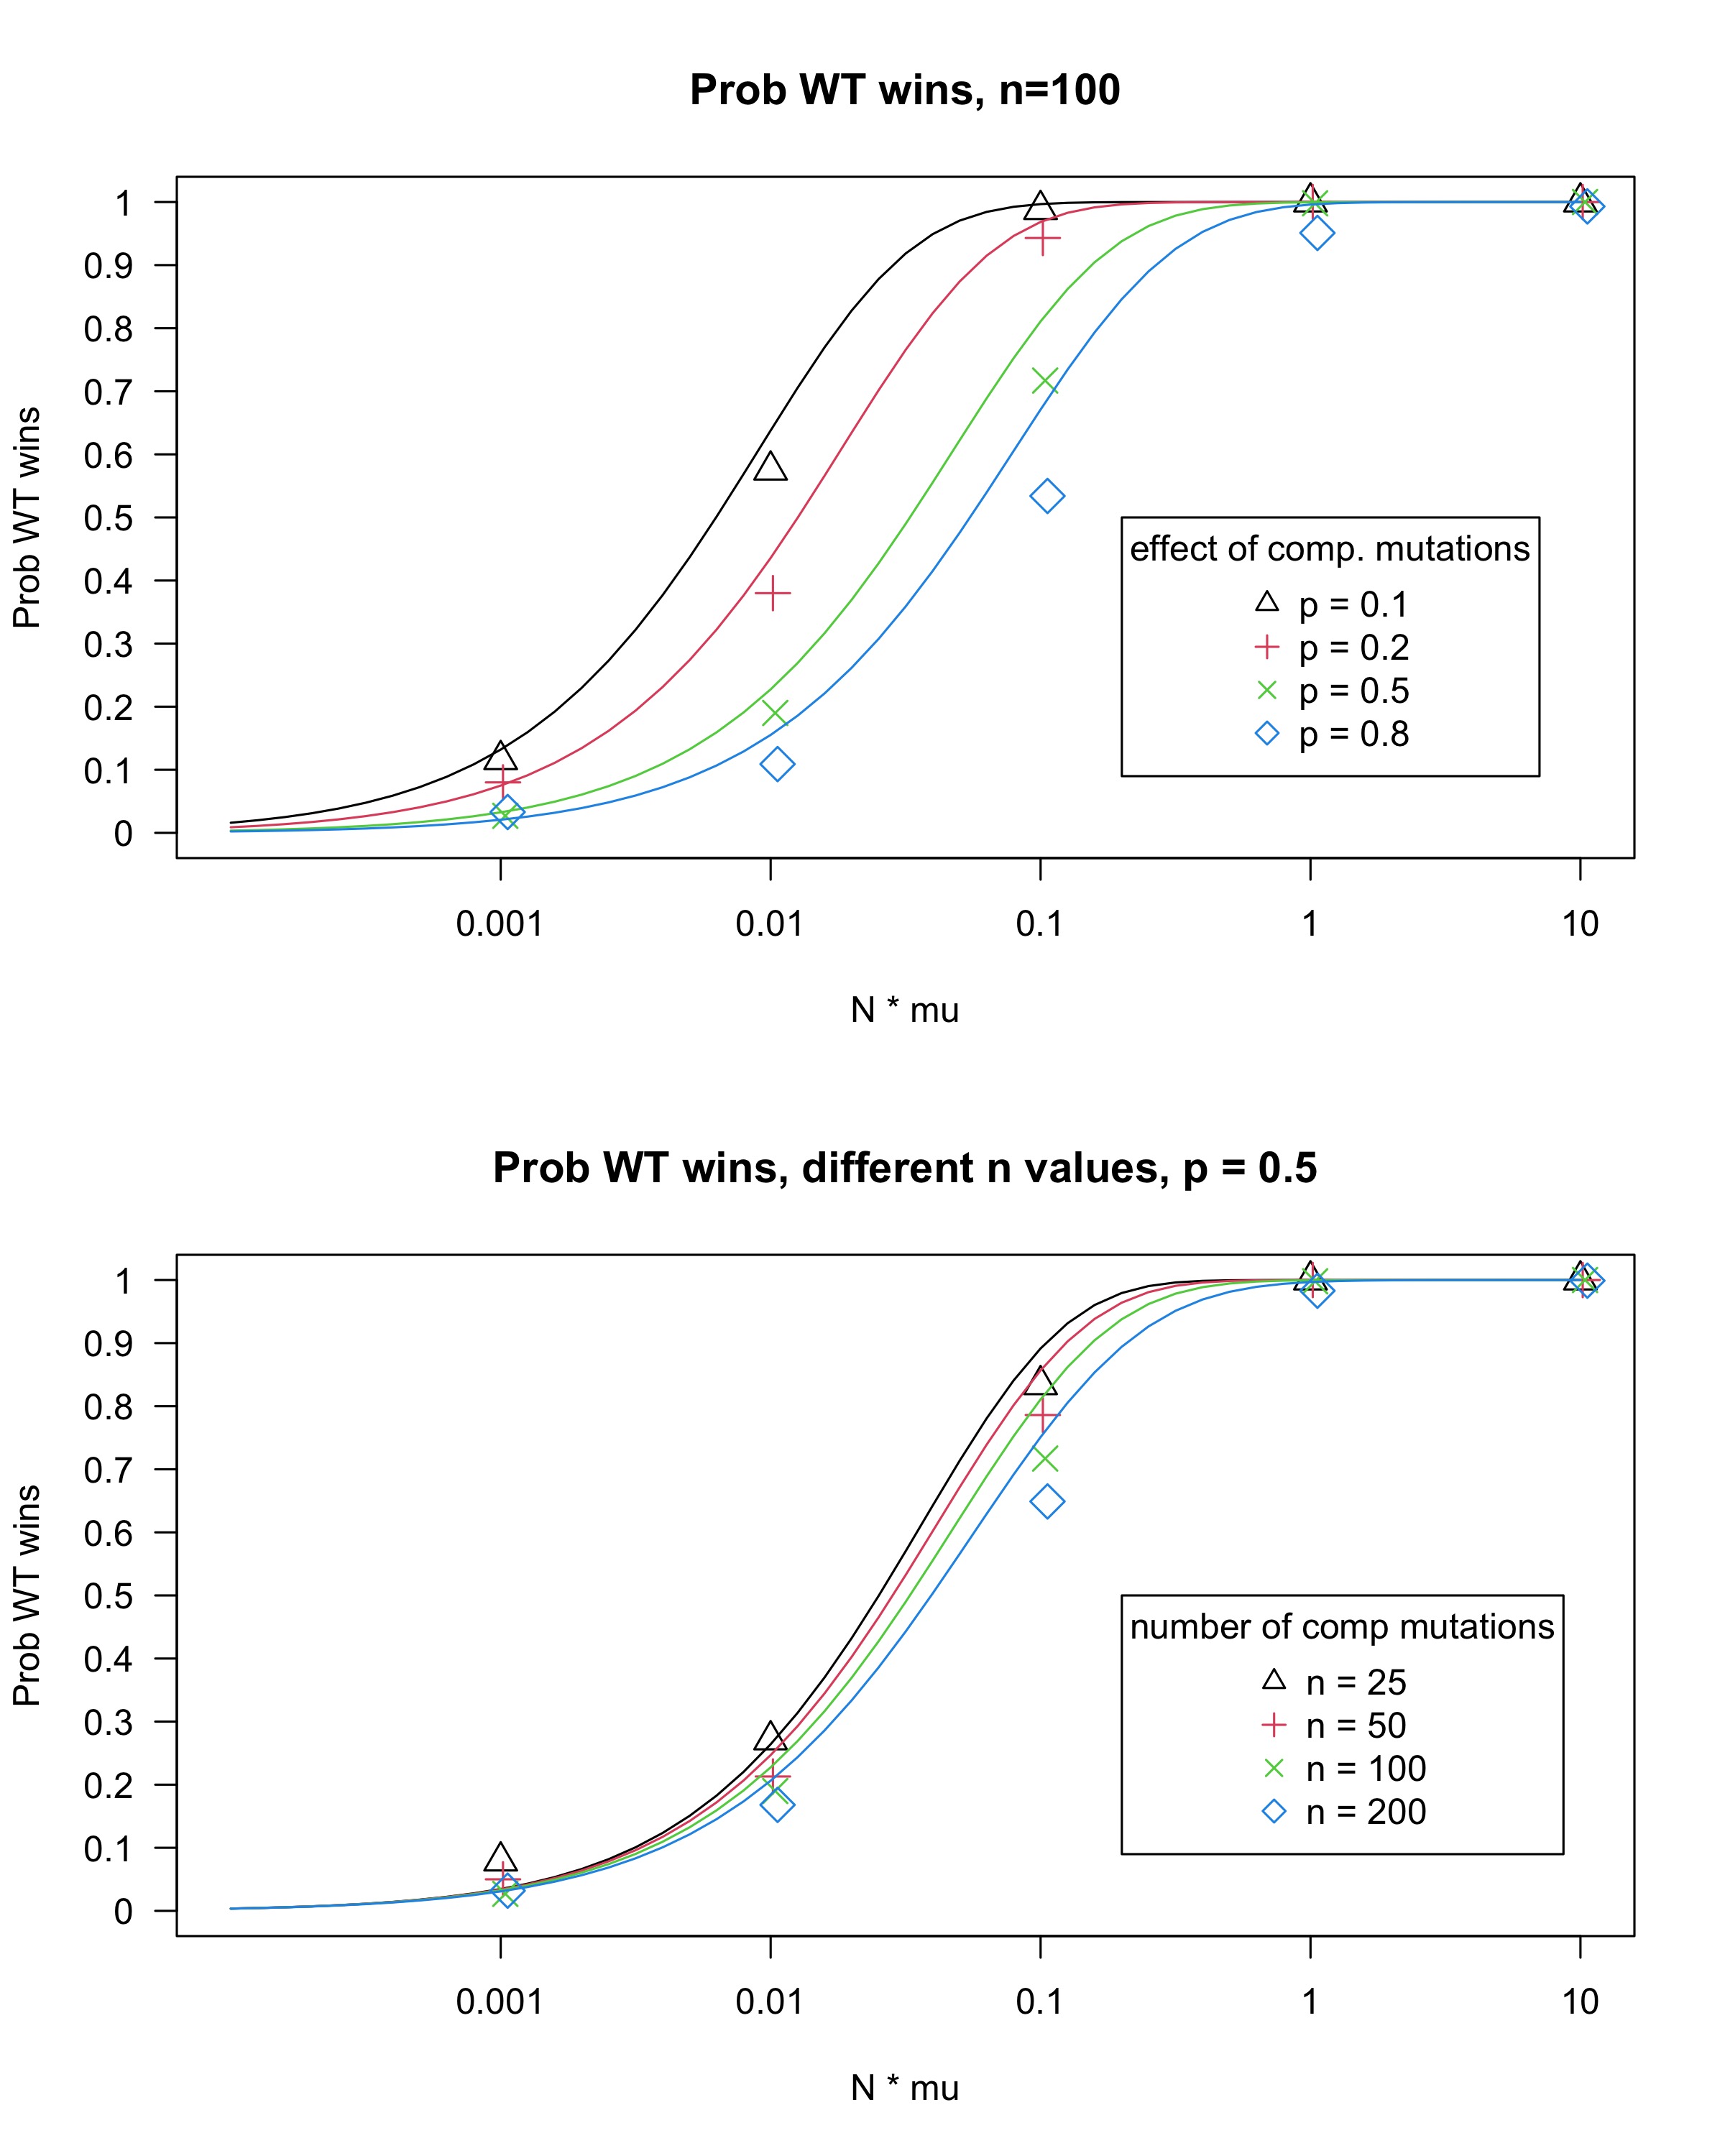 Prob WT wins, n=100
Prob WT wins
1
0.9
0.8
0.7
0.6
0.5
0.4
0.3
0.2
0.1
0
effect of comp. mutations
p = 0.1
p = 0.2
p = 0.5
p = 0.8
0.001 0.01 0.1 1 10
N * mu
Prob WT wins, different n values, p = 0.5
Prob WT wins
1
0.9
0.8
0.7
0.6
0.5
0.4
0.3
0.2
0.1
0
number of comp mutations
n = 25
n = 50
n = 100
n = 200
0.001 0.01 0.1 1 10
N * mu